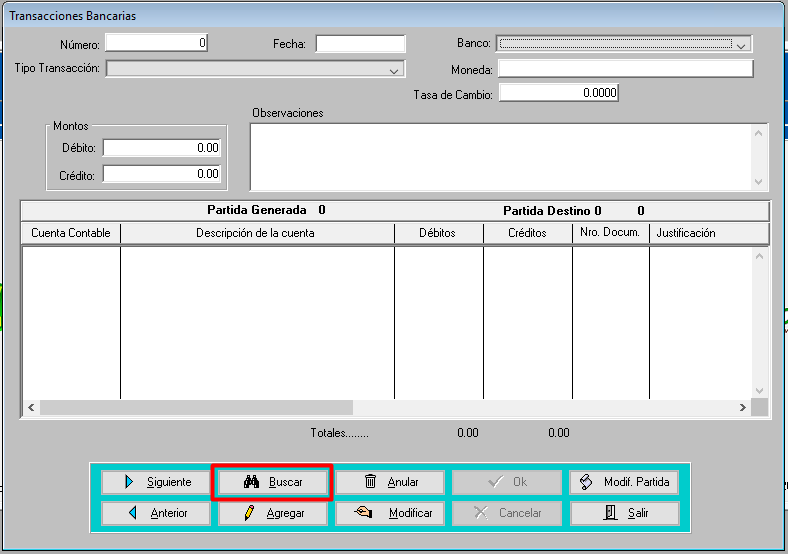 Transacciones Bancarias
Número: 0 Fecha: Banco:
Tipo Transacción: Moneda:
Tasa de Cambio: 0.0000
Observaciones
Montos
Débito: 0.00
Crédito: 0.00
Partida Generada 0 Partida Destino 0 0
Cuenta Contable Descripción de la cuenta Débitos Créditos Nro. Docum. Justificación
Totales........ 0.00 0.00
Siguiente Buscar Anular Ok Modif. Partida
Anterior Agregar Modificar Cancelar Salir